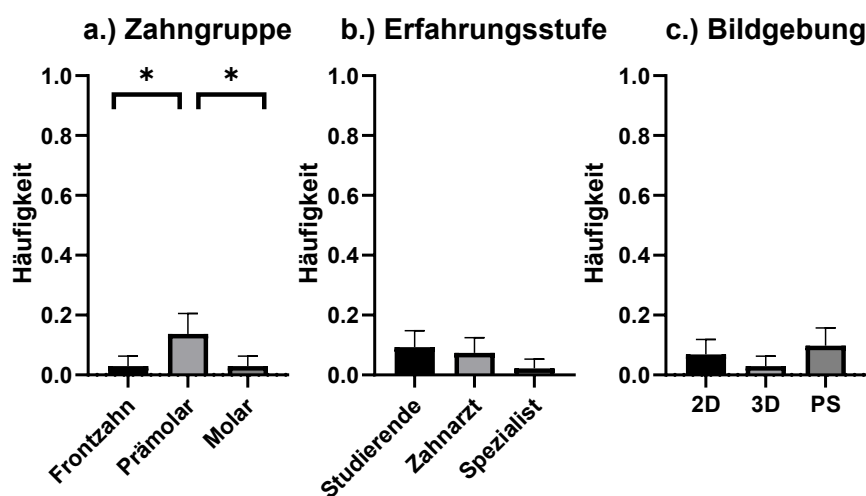 a.) Zahngruppe
Häufigkeit
1.0
0.8
0.6
0.4
0.2
0.0
*
*
Frontzahn
Prämolar
Molar
b.) Erfahrungsstufe
Häufigkeit
1.0
0.8
0.6
0.4
0.2
0.0
Studierende
Zahnarzt
Spezialist
c.) Bildgebung
Häufigkeit
1.0
0.8
0.6
0.4
0.2
0.0
2D
3D
PS